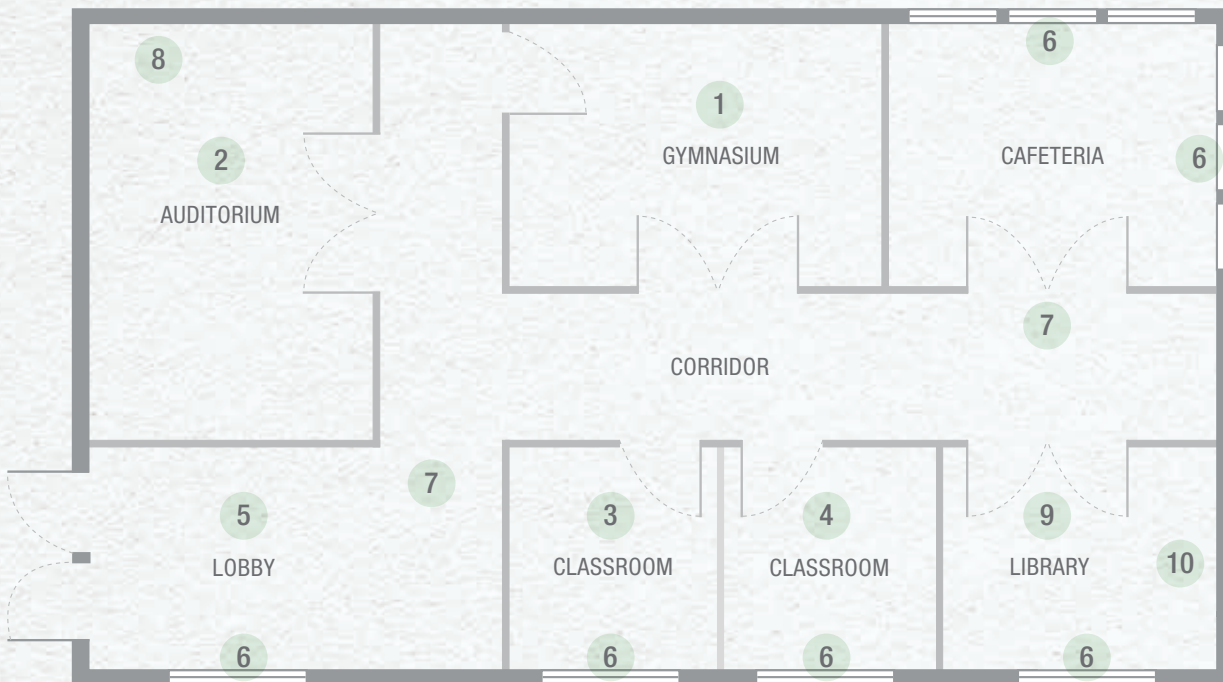 8
6
1
2
GYMNASIUM
CAFETERIA
6
AUDITORIUM
7
CORRIDOR
7
5
3
4
9
LOBBY
CLASSROOM
CLASSROOM
LIBRARY
10
6
6
6
6